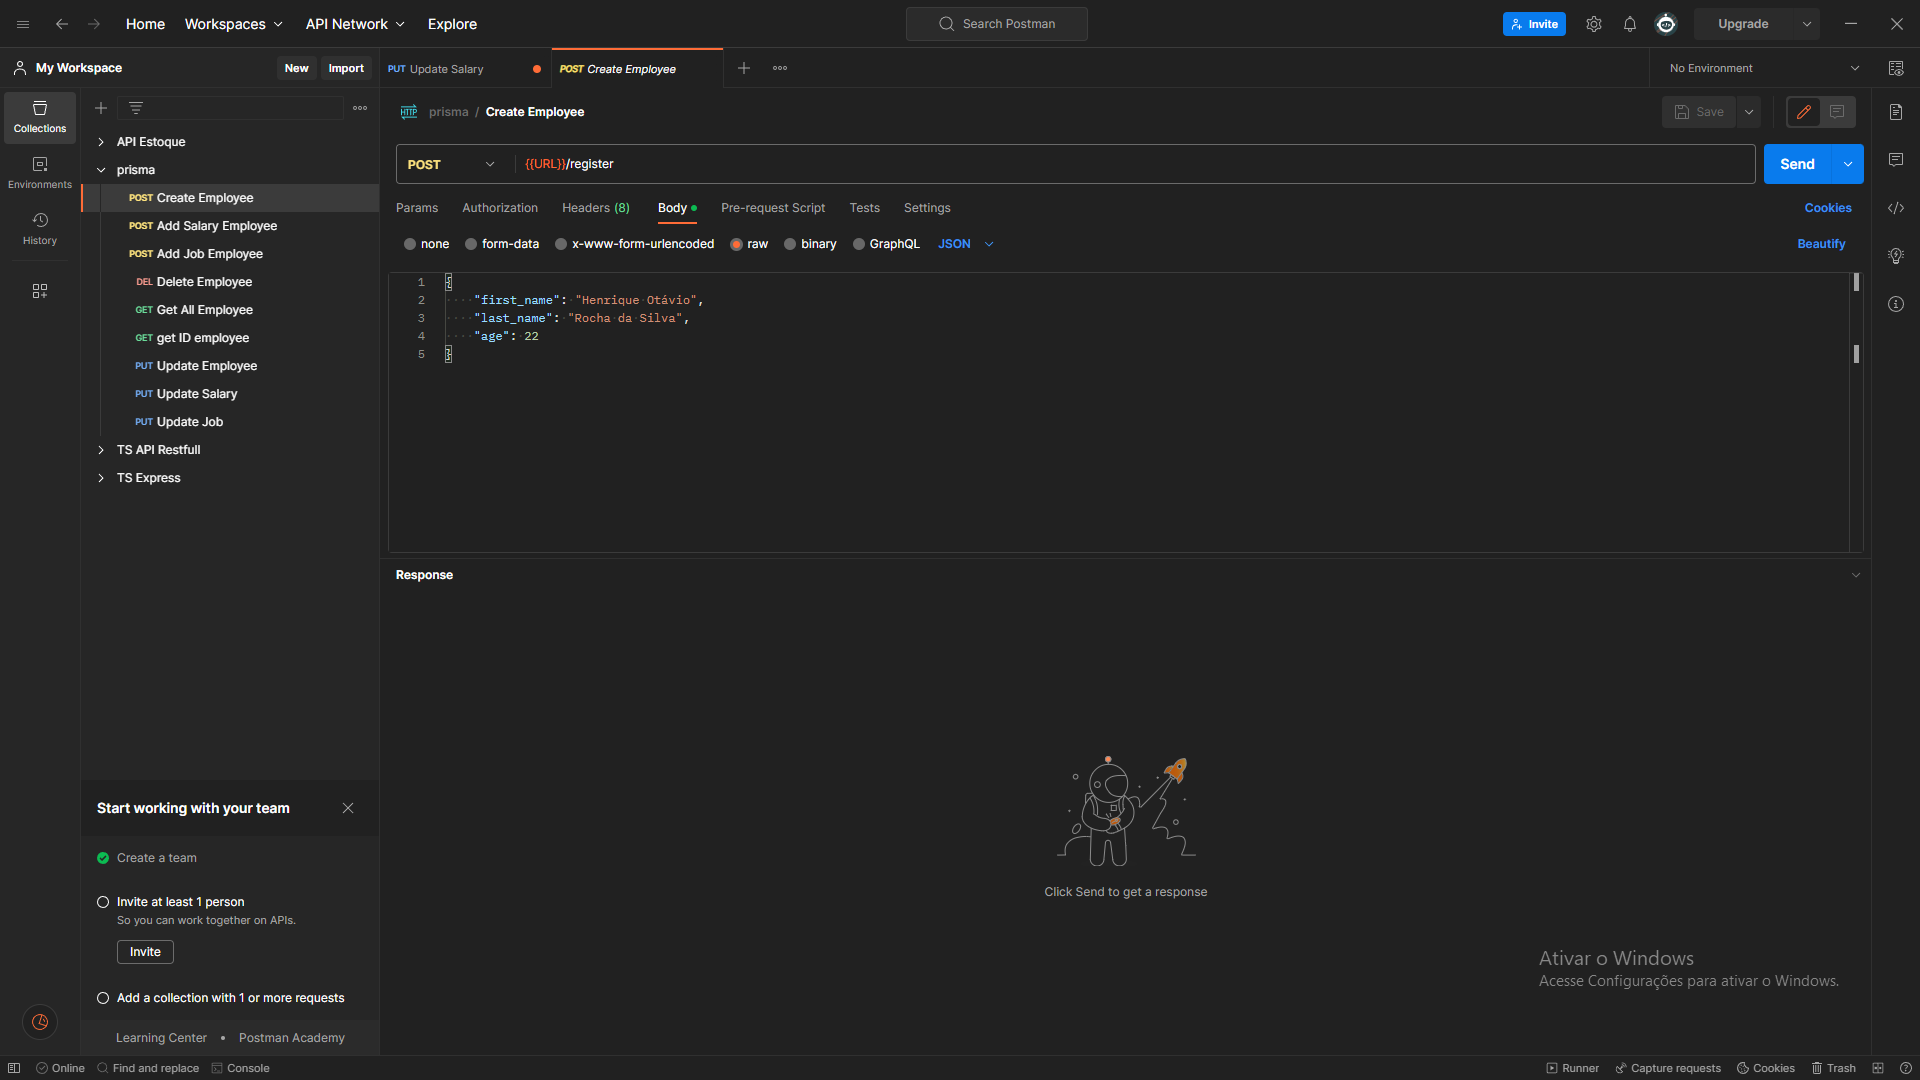 Home Workspaces API Network Explore Search Postman Invite Upgrade
My Workspace New Import PUT Update Salary POST Create Employee No Environment
Collections
Environments
History
API Estoque
prisma
POST Create Employee
POST Add Salary Employee
POST Add Job Employee
DEL Delete Employee
GET Get All Employee
GET get ID employee
PUT Update Employee
PUT Update Salary
PUT Update Job
TS API Restfull
TS Express
Start working with your team
Create a team
Invite at least 1 person
So you can work together on APIs.
Invite
Add a collection with 1 or more requests
Learning Center • Postman Academy
HTTP prisma / Create Employee Save
POST {{URL}}/register Send
Params Authorization Headers (8) Body Pre-request Script Tests Settings Cookies
none form-data x-www-form-urlencoded raw binary GraphQL JSON Beautify
1 {
2 "first_name": "Henrique Otávio",
3 "last_name": "Rocha da Silva",
4 "age": 22
5 }
Response
Click Send to get a response
Ativar o Windows
Acesse Configurações para ativar o Windows.
Online Find and replace Console Runner Capture requests Cookies Trash